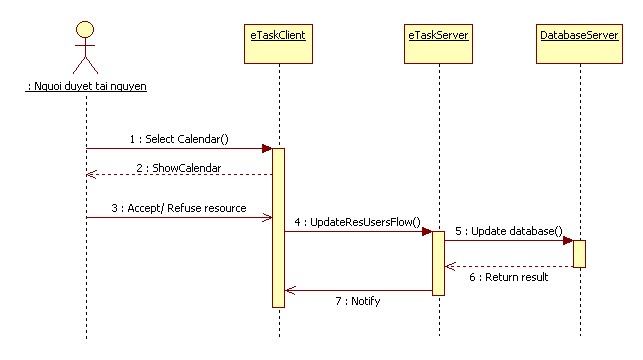 eTaskClient
eTaskServer
DatabaseServer
: Nguoi duyet tai nguyen
1 : Select Calendar()
2 : ShowCalendar
3 : Accept/ Refuse resource
4 : UpdateResUsersFlow()
5 : Update database()
6 : Return result
7 : Notify